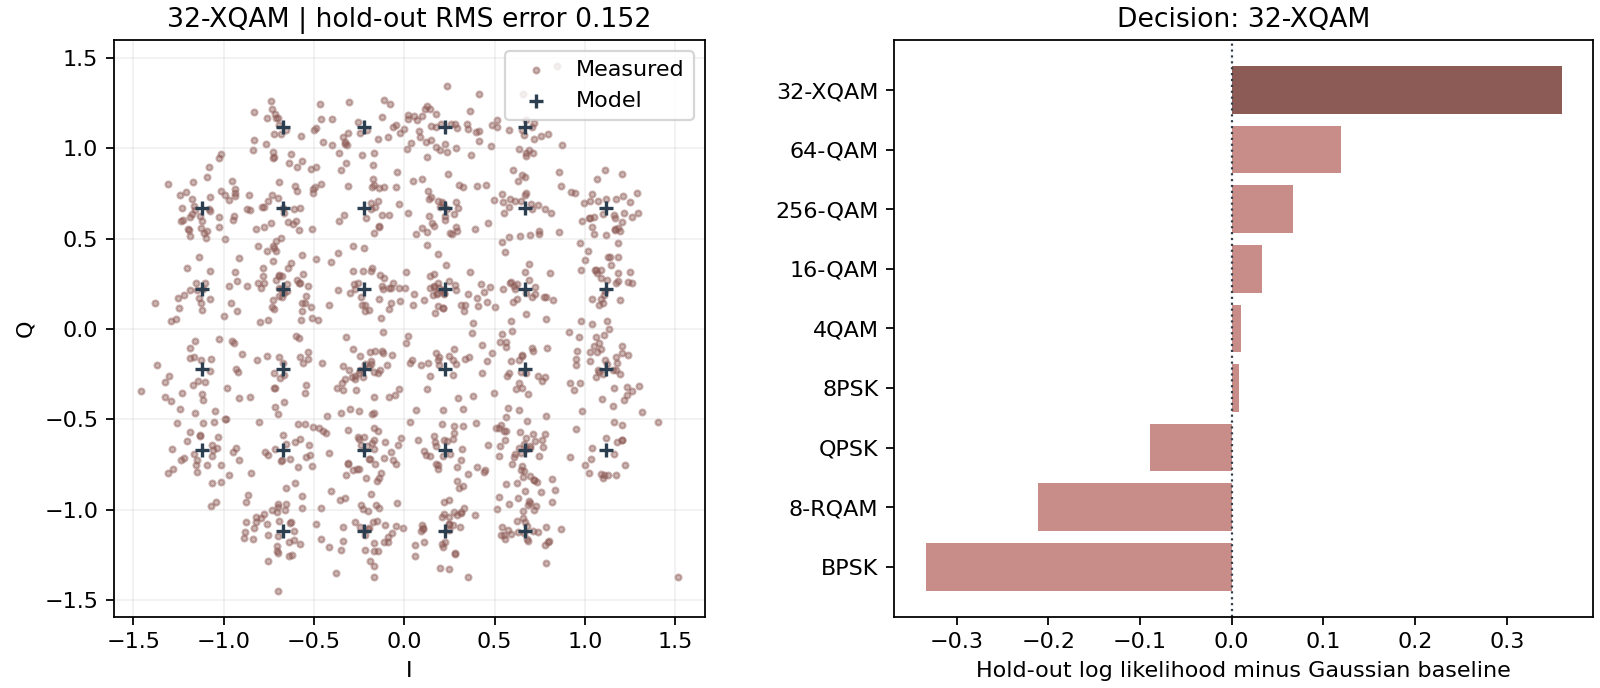 32-XQAM | hold-out RMS error 0.152
Measured
Model
1.5
1.0
0.5
0.0
−0.5
−1.0
−1.5
Q
−1.5
−1.0
−0.5
0.0
0.5
1.0
1.5
I
Decision: 32-XQAM
32-XQAM
64-QAM
256-QAM
16-QAM
4QAM
8PSK
QPSK
8-RQAM
BPSK
−0.3
−0.2
−0.1
0.0
0.1
0.2
0.3
Hold-out log likelihood minus Gaussian baseline